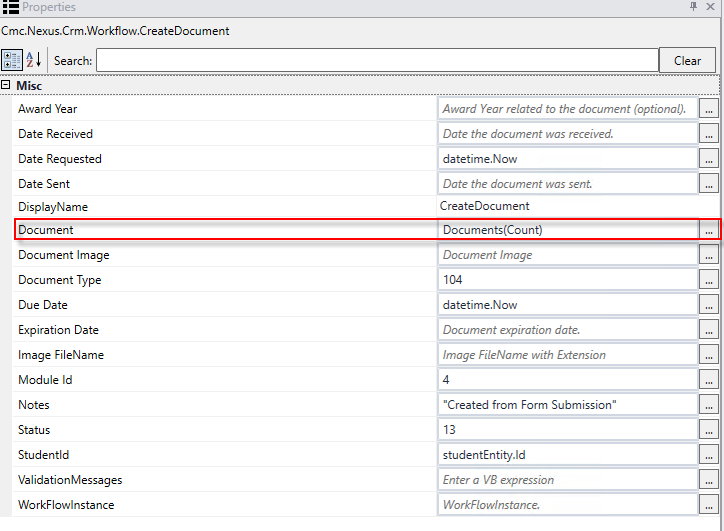 Properties
Cmc.Nexus.Crm.Workflow.CreateDocument
A Z Search: Clear
Misc
Award Year Award Year related to the document (optional). ...
Date Received Date the document was received. ...
Date Requested datetime.Now ...
Date Sent Date the document was sent. ...
DisplayName CreateDocument
Document Documents(Count) ...
Document Image Document Image ...
Document Type 104 ...
Due Date datetime.Now ...
Expiration Date Document expiration date. ...
Image FileName Image FileName with Extension ...
Module Id 4 ...
Notes "Created from Form Submission" ...
Status 13 ...
StudentId studentEntity.Id ...
ValidationMessages Enter a VB expression ...
WorkFlowInstance WorkFlowInstance. ...